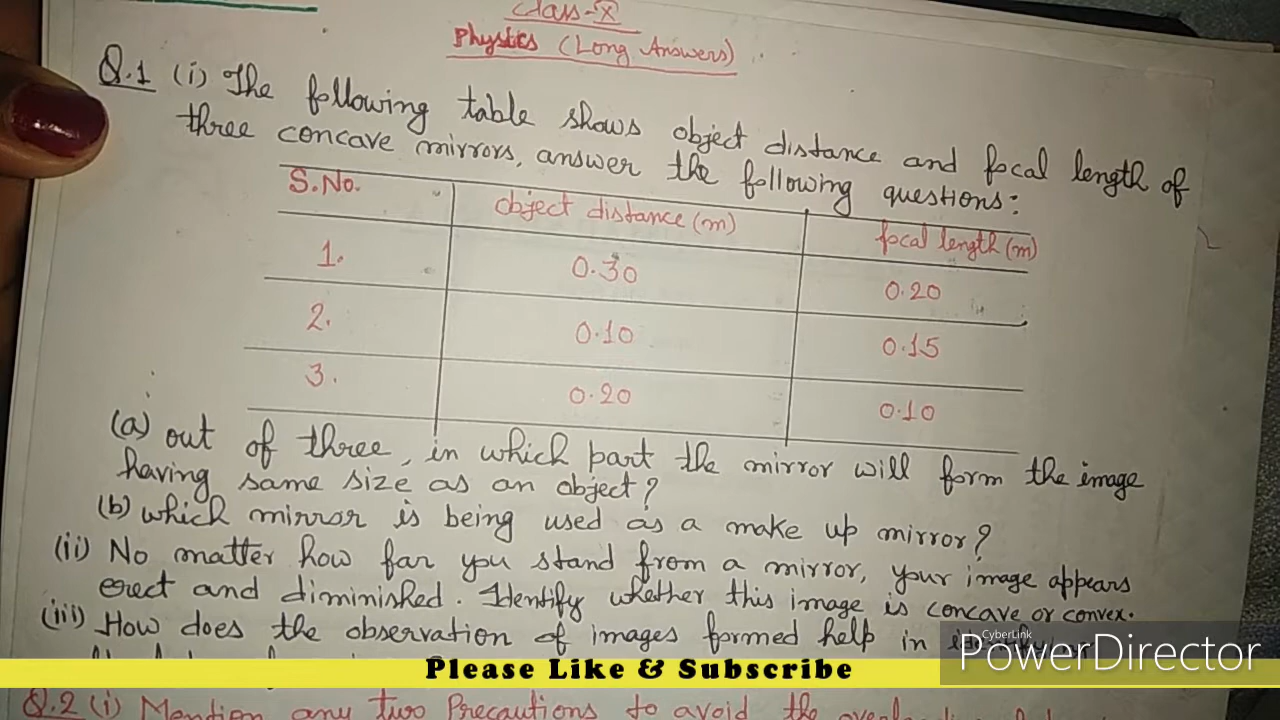 Class-X
Physics (Long Answers)
Q.1 (i) The following table shows object distance and focal length of
three concave mirrors, answer the following questions:
S.No. object distance (m) focal length (m)
1. 0.30 0.20
2. 0.10 0.15
3. 0.20 0.10
(a) out of three, in which part the mirror will form the image
having same size as an object?
(b) which mirror is being used as a make up mirror?
(ii) No matter how far you stand from a mirror, your image appears
erect and diminished. Identify whether this image is concave or convex.
(iii) How does the observation of images formed help in
CyberLink
PowerDirector
Please Like & Subscribe
Q.2 (i) Mention any two Precautions to avoid the